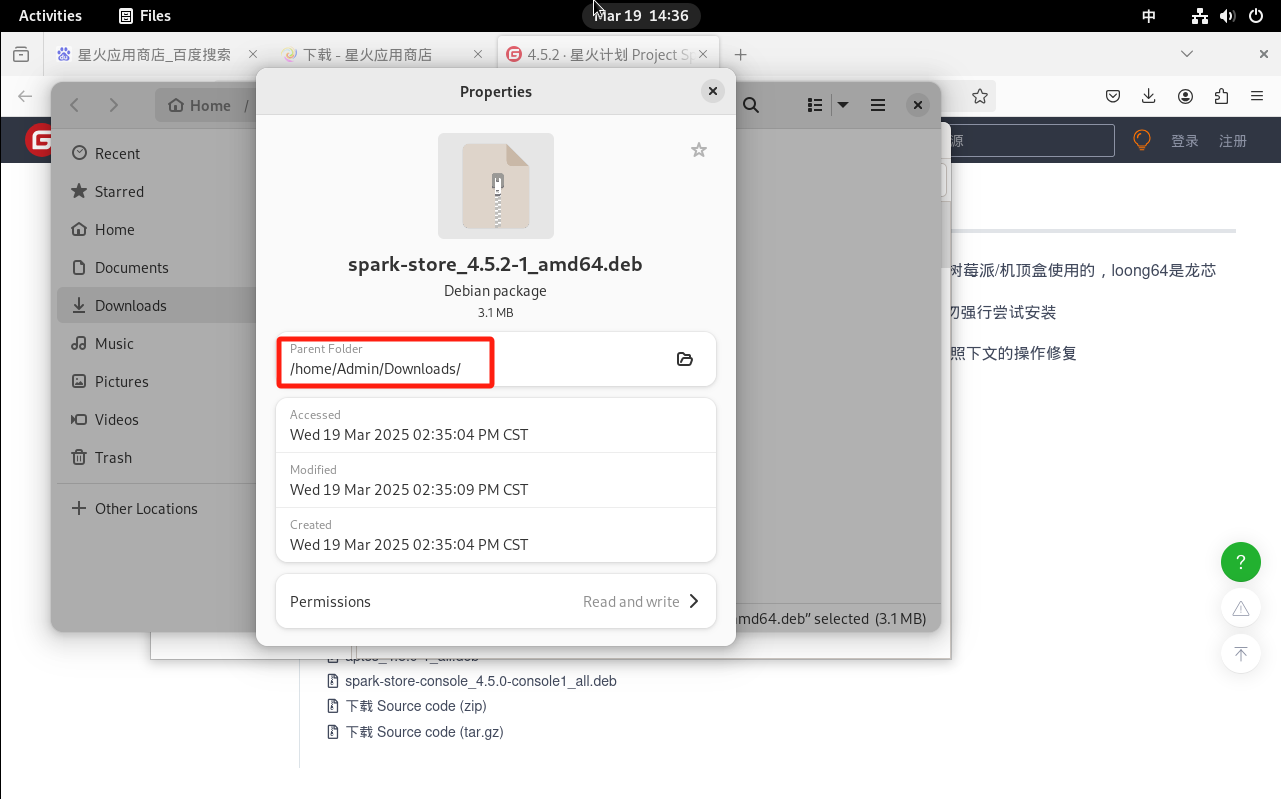 Activities Files Mar 19 14:36 中
星火应用商店_百度搜索 下载 - 星火应用商店 4.5.2 · 星火计划 Project Sp
Home /
Properties
G 源 登录 注册
Recent
Starred
Home
Documents
Downloads
Music
Pictures
Videos
Trash
Other Locations
spark-store_4.5.2-1_amd64.deb
Debian package
3.1 MB
Parent Folder
/home/Admin/Downloads/
Accessed
Wed 19 Mar 2025 02:35:04 PM CST
Modified
Wed 19 Mar 2025 02:35:09 PM CST
Created
Wed 19 Mar 2025 02:35:04 PM CST
Permissions Read and write
树莓派/机顶盒使用的，loong64是龙芯
勿强行尝试安装
照下文的操作修复
?
md64.deb” selected (3.1 MB)
spark-store-console_4.5.0-console1_all.deb
下载 Source code (zip)
下载 Source code (tar.gz)